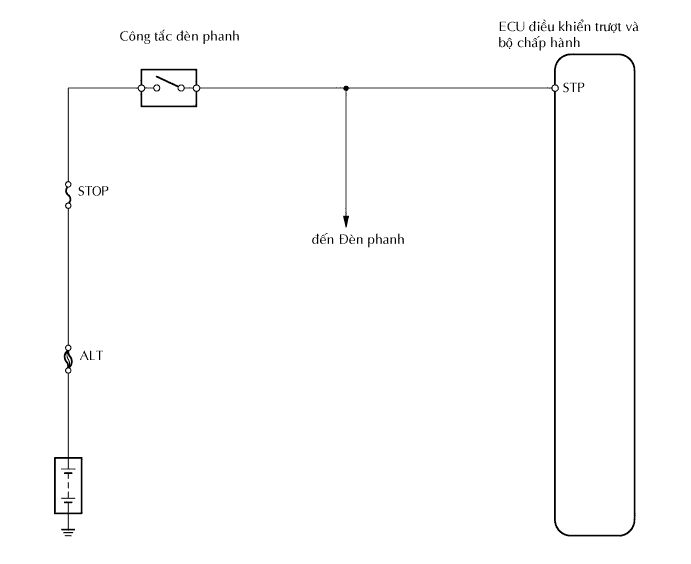 Công tắc đèn phanh
ECU điều khiển trượt và
bộ chấp hành
STP
STOP
đến Đèn phanh
ALT